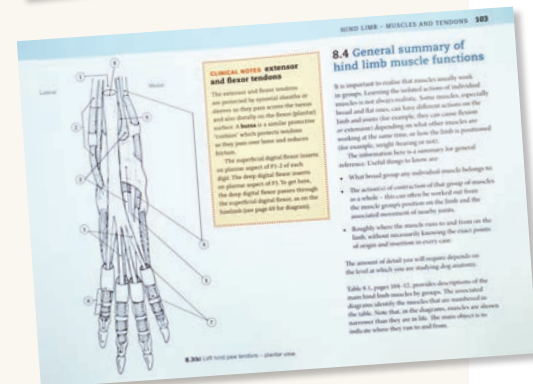 HIND LIMB – MUSCLES AND TENDONS 103
Lateral
Medial
8.30c Left hind paw tendons – plantar view
CLINICAL NOTES extensor
and flexor tendons
The extensor and flexor tendons
are protected by synovial sheaths or
sleeves as they pass across the tarsus
and also distally on the flexor (plantar)
surface. A bursa is a similar protective
'cushion' which protects tendons
as they pass over bones and reduces
friction.
The superficial digital flexor inserts
on plantar aspect of P1-2 of each
digit. The deep digital flexor inserts
on plantar aspect of P3. To get here,
the deep digital flexor passes through
the superficial digital flexor, as on the
forelimb (see page 69 for diagram).
8.4 General summary of
hind limb muscle functions
It is important to realise that muscles usually work
in groups. Learning the isolated actions of individual
muscles is not always realistic. Some muscles, especially
broad and flat ones, can have different actions on the
limb and joints (for example, they can cause flexion
or extension) depending on what other muscles are
working at the same time, or how the limb is positioned
(for example, weight bearing or not).
The information here is a summary for general
reference. Useful things to know are
• What broad group any individual muscle belongs to
• The action(s) of contraction of that group of muscles
as a whole – this can often be worked out from
the muscle group's position on the limb and the
associated movement of nearby joints.
• Roughly where the muscle runs to and from on the
limb, without necessarily knowing the exact points
of origin and insertion in every case.
The amount of detail you will require depends on
the level at which you are studying dog anatomy.
Table 8.1, pages 104–12, provides descriptions of the
main hind limb muscles by groups. The associated
diagrams identify the muscles that are numbered in
the table. Note that, in the diagrams, muscles are shown
narrower than they are in life. The main object is to
indicate where they run to and from.